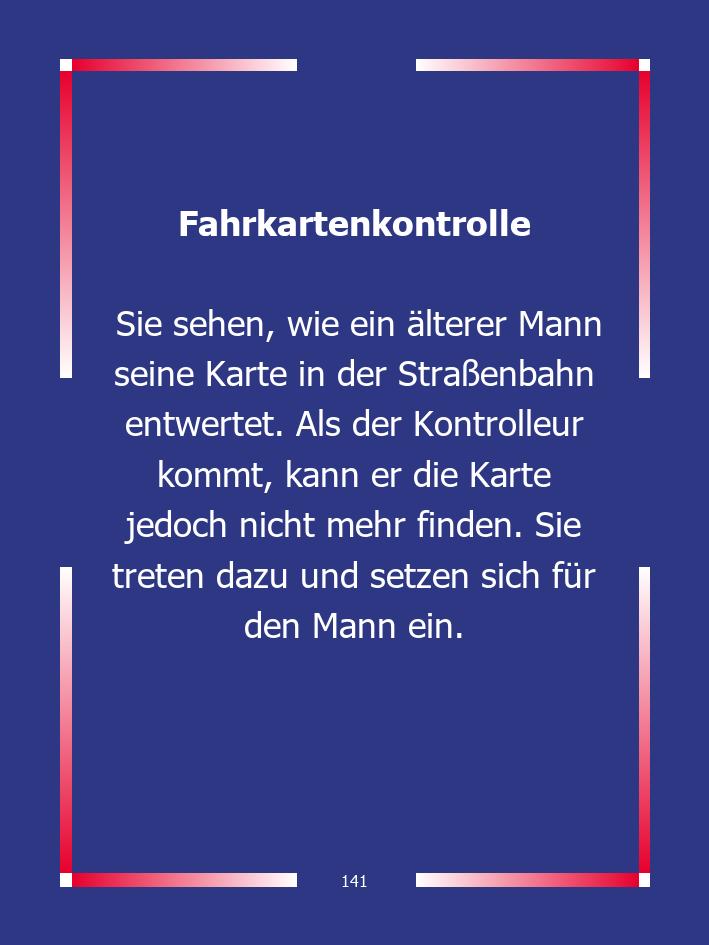 Fahrkartenkontrolle
Sie sehen, wie ein älterer Mann
seine Karte in der Straßenbahn
entwertet. Als der Kontrolleur
kommt, kann er die Karte
jedoch nicht mehr finden. Sie
treten dazu und setzen sich für
den Mann ein.
141